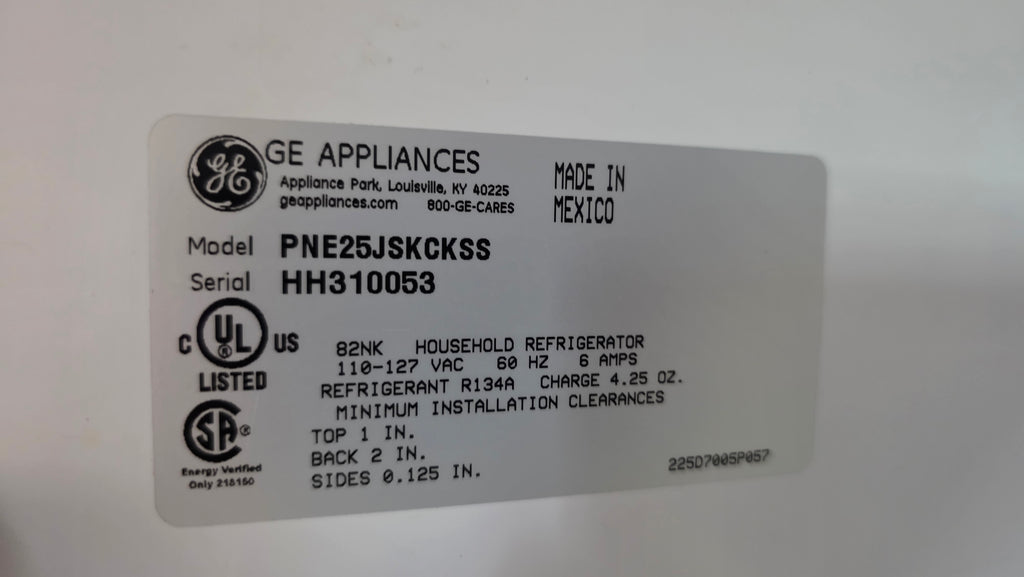 GE GE APPLIANCES
Appliance Park, Louisville, KY 40225
geappliances.com 800-GE-CARES
MADE IN
MEXICO
Model PNE25JSKCKSS
Serial HH310053
C UL® US
LISTED
82NK HOUSEHOLD REFRIGERATOR
110-127 VAC 60 HZ 6 AMPS
REFRIGERANT R134A CHARGE 4.25 OZ.
MINIMUM INSTALLATION CLEARANCES
TOP 1 IN.
BACK 2 IN.
SIDES 0.125 IN.
SA®
Energy Verified
Only 218150
225D7005P057